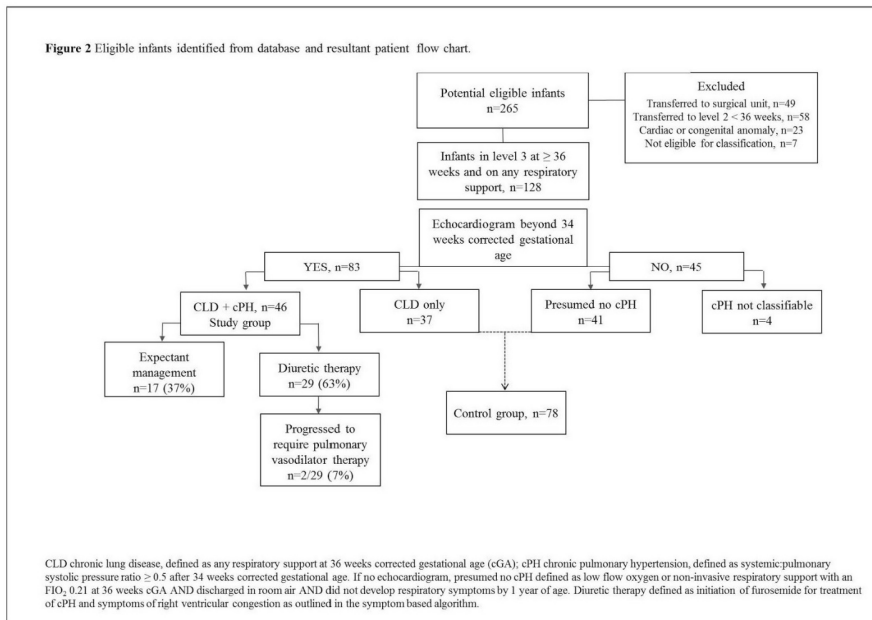 Figure 2 Eligible infants identified from database and resultant patient flow chart.
Potential eligible infants
n=265
Excluded
Transferred to surgical unit, n=49
Transferred to level 2 < 36 weeks, n=58
Cardiac or congenital anomaly, n=23
Not eligible for classification, n=7
Infants in level 3 at ≥ 36
weeks and on any respiratory
support, n=128
Echocardiogram beyond 34
weeks corrected gestational
age
YES, n=83
NO, n=45
CLD + cPH, n=46
Study group
CLD only
n=37
Presumed no cPH
n=41
cPH not classifiable
n=4
Expectant
management
n=17 (37%)
Diuretic therapy
n=29 (63%)
Control group, n=78
Progressed to
require pulmonary
vasodilator therapy
n=2/29 (7%)
CLD chronic lung disease, defined as any respiratory support at 36 weeks corrected gestational age (cGA); cPH chronic pulmonary hypertension, defined as systemic:pulmonary
systolic pressure ratio ≥ 0.5 after 34 weeks corrected gestational age. If no echocardiogram, presumed no cPH defined as low flow oxygen or non-invasive respiratory support with an
FIO₂ 0.21 at 36 weeks cGA AND discharged in room air AND did not develop respiratory symptoms by 1 year of age. Diuretic therapy defined as initiation of furosemide for treatment
of cPH and symptoms of right ventricular congestion as outlined in the symptom based algorithm.